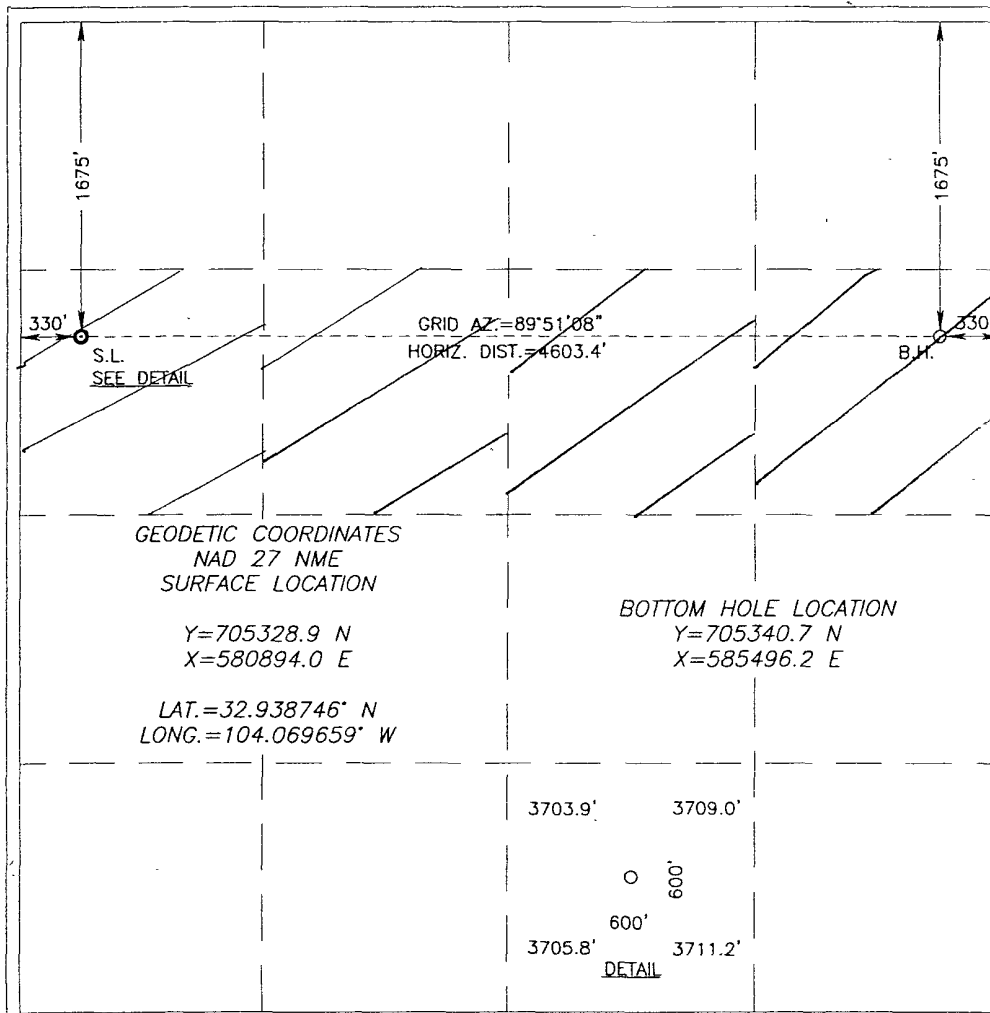 1675'
1675'
330'
GRID AZ.=89°51'08"
330
HORIZ. DIST.=4603.4'
S.L.
B.H.
SEE DETAIL
GEODETIC COORDINATES
NAD 27 NME
SURFACE LOCATION
Y=705328.9 N
X=580894.0 E
LAT.=32.938746° N
LONG.=104.069659° W
BOTTOM HOLE LOCATION
Y=705340.7 N
X=585496.2 E
3703.9'
3709.0'
600'
600'
3705.8'
3711.2'
DETAIL